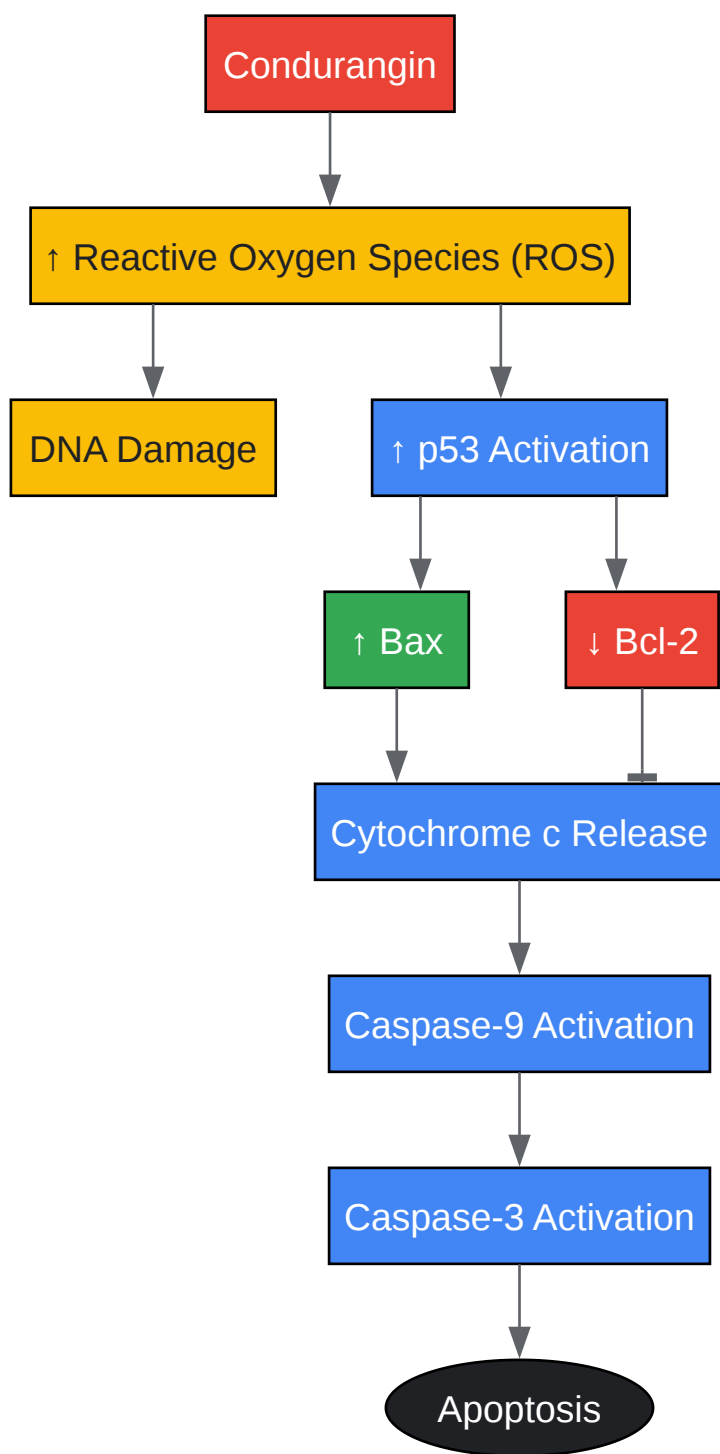 Condurangin
↑ Reactive Oxygen Species (ROS)
DNA Damage
↑ p53 Activation
↑ Bax
↓ Bcl-2
Cytochrome c Release
Caspase-9 Activation
Caspase-3 Activation
Apoptosis